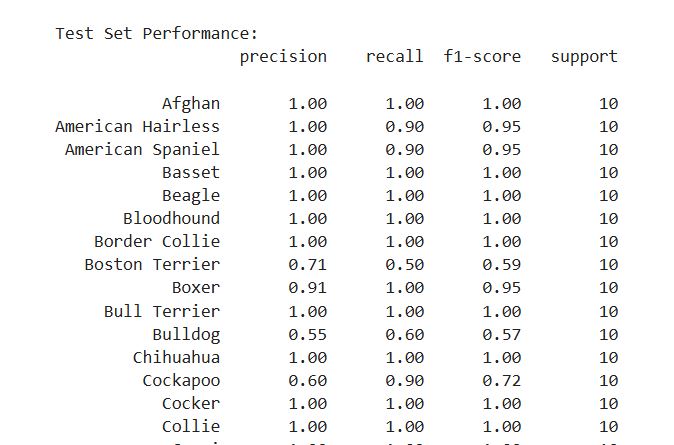 Test Set Performance:
precision recall f1-score support
Afghan 1.00 1.00 1.00 10
American Hairless 1.00 0.90 0.95 10
American Spaniel 1.00 0.90 0.95 10
Basset 1.00 1.00 1.00 10
Beagle 1.00 1.00 1.00 10
Bloodhound 1.00 1.00 1.00 10
Border Collie 1.00 1.00 1.00 10
Boston Terrier 0.71 0.50 0.59 10
Boxer 0.91 1.00 0.95 10
Bull Terrier 1.00 1.00 1.00 10
Bulldog 0.55 0.60 0.57 10
Chihuahua 1.00 1.00 1.00 10
Cockapoo 0.60 0.90 0.72 10
Cocker 1.00 1.00 1.00 10
Collie 1.00 1.00 1.00 10